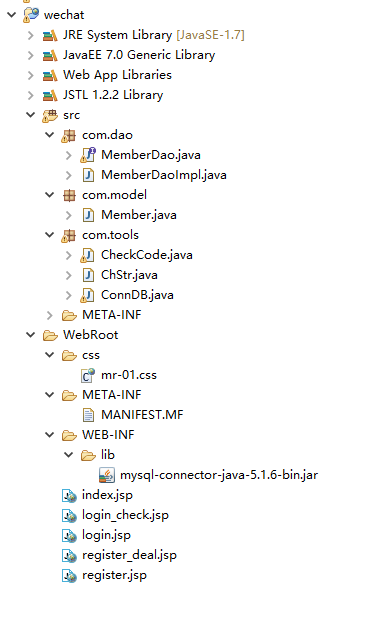 wechat
JRE System Library [JavaSE-1.7]
JavaEE 7.0 Generic Library
Web App Libraries
JSTL 1.2.2 Library
src
com.dao
MemberDao.java
MemberDaoImpl.java
com.model
Member.java
com.tools
CheckCode.java
ChStr.java
ConnDB.java
META-INF
WebRoot
css
mr-01.css
META-INF
MANIFEST.MF
WEB-INF
lib
mysql-connector-java-5.1.6-bin.jar
index.jsp
login_check.jsp
login.jsp
register_deal.jsp
register.jsp